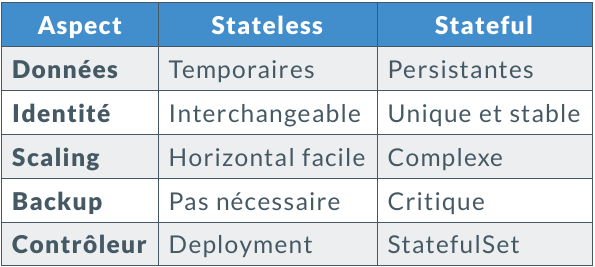 Aspect Stateless Stateful
Données Temporaires Persistantes
Identité Interchangeable Unique et stable
Scaling Horizontal facile Complexe
Backup Pas nécessaire Critique
Contrôleur Deployment StatefulSet